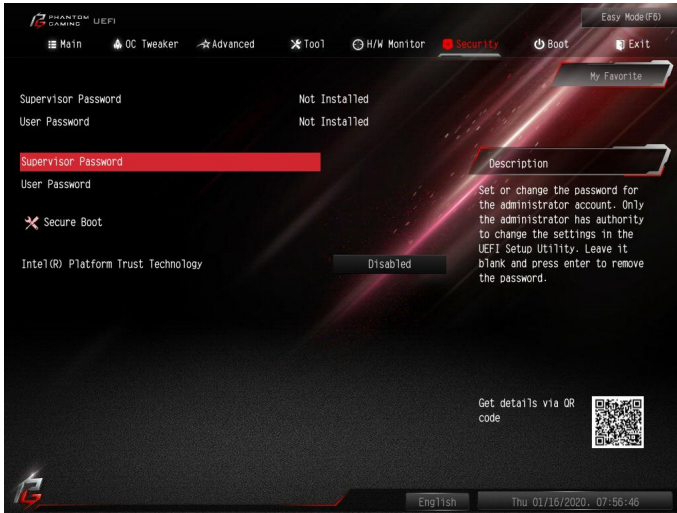 PHANTOM GAMING UEFI
Easy Mode(F6)
Main OC Tweaker Advanced Tool H/W Monitor Security Boot Exit
My Favorite
Supervisor Password Not Installed
User Password Not Installed
Supervisor Password
User Password
Secure Boot
Intel(R) Platform Trust Technology Disabled
Description
Set or change the password for
the administrator account. Only
the administrator has authority
to change the settings in the
UEFI Setup Utility. Leave it
blank and press enter to remove
the password.
Get details via QR
code
English Thu 01/16/2020. 07:56:46